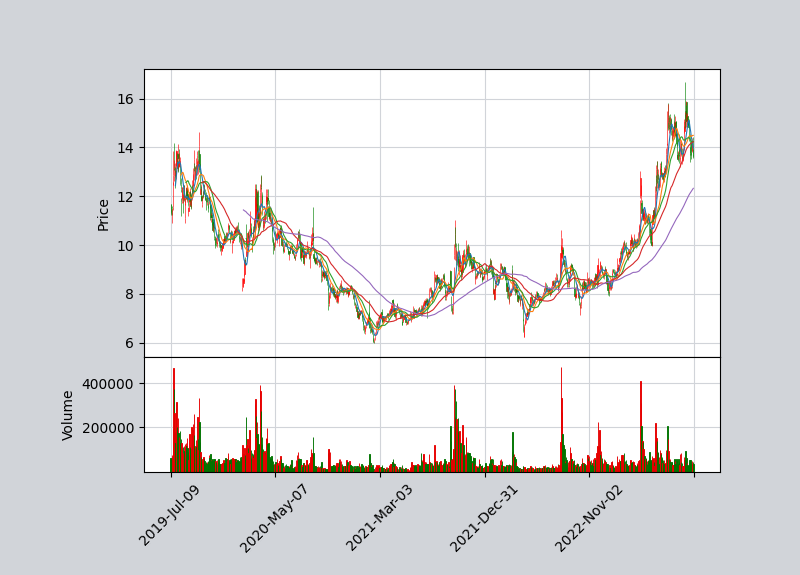 16
14
12
10
8
6
Price
400000
200000
Volume
2019-Jul-09
2020-May-07
2021-Mar-03
2021-Dec-31
2022-Nov-02